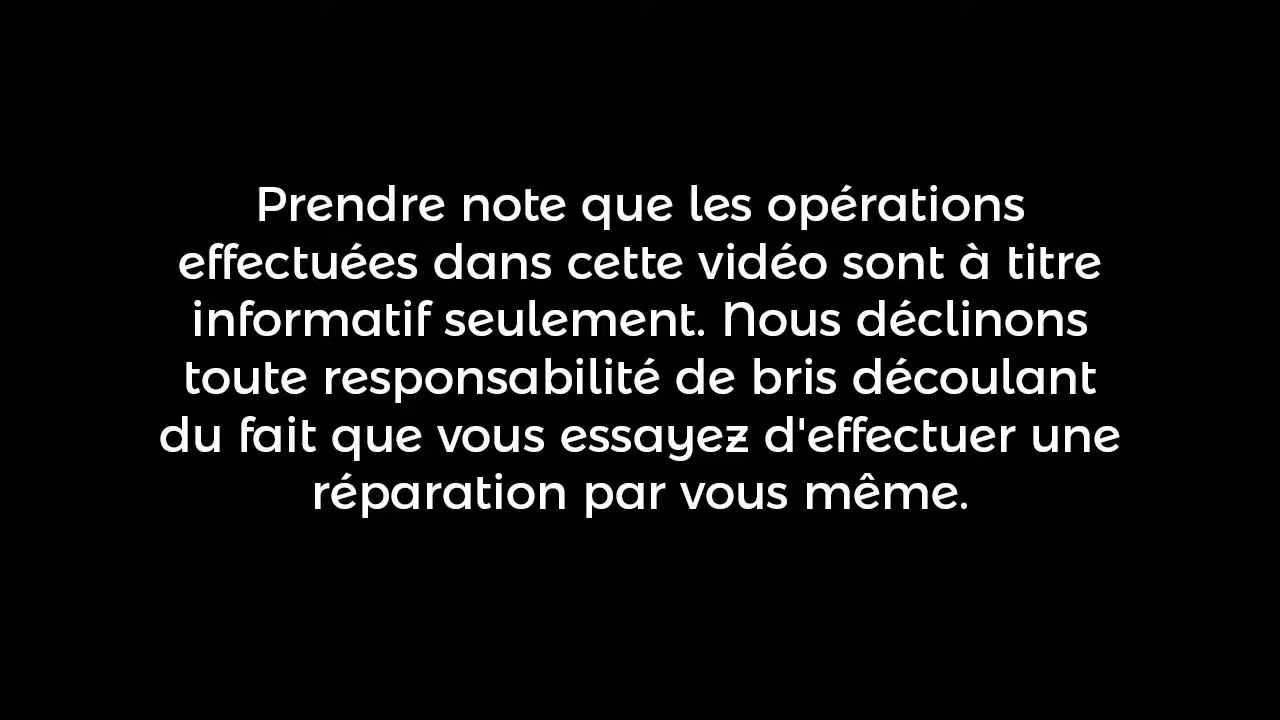 Prendre note que les opérations
effectuées dans cette vidéo sont à titre
informatif seulement. Nous déclinons
toute responsabilité de bris découlant
du fait que vous essayez d'effectuer une
réparation par vous même.